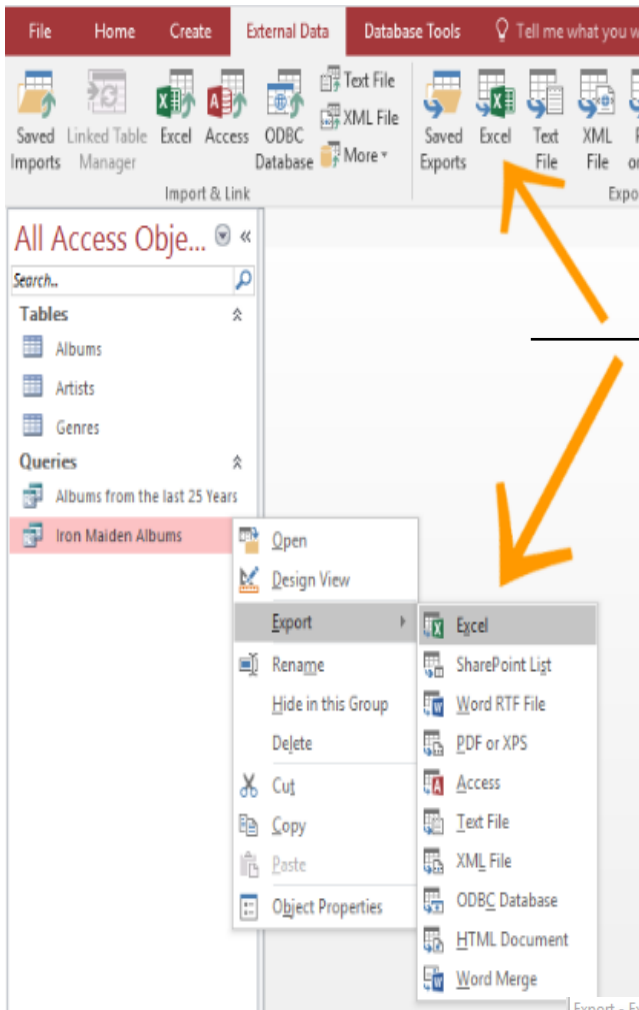 File Home Create External Data Database Tools Tell me what you w
Saved Imports Linked Table Manager Excel Access ODBC Database Text File XML File More Saved Exports Excel Text File XML File
Import & Link Expo
All Access Obje...
Search..
Tables
Albums
Artists
Genres
Queries
Albums from the last 25 Years
Iron Maiden Albums
Open
Design View
Export
Rename
Hide in this Group
Delete
Cut
Copy
Paste
Object Properties
Excel
SharePoint List
Word RTF File
PDF or XPS
Access
Text File
XML File
ODBC Database
HTML Document
Word Merge
Export - Ex